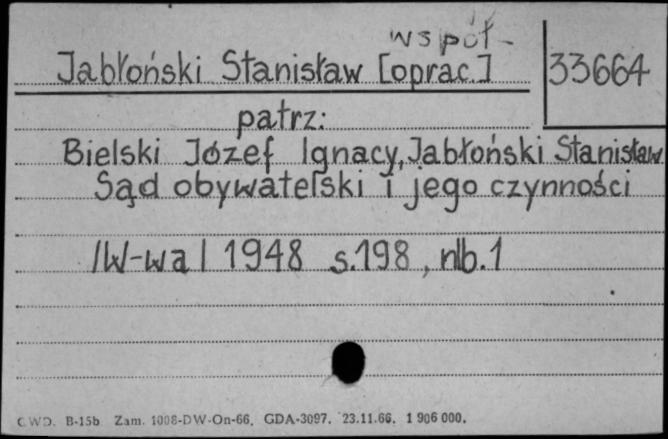 współ-
Jabłoński Stanisław [oprac.] 33664
patrz:
Bielski Józef Ignacy, Jabłoński Stanisław
Sąd obywatelski i jego czynności
/W-wa/ 1948 s.198, nlb.1
CWD. B-15b Zam. 1008-DW-On-66. GDA-3097. 23.11.66. 1 906 000.